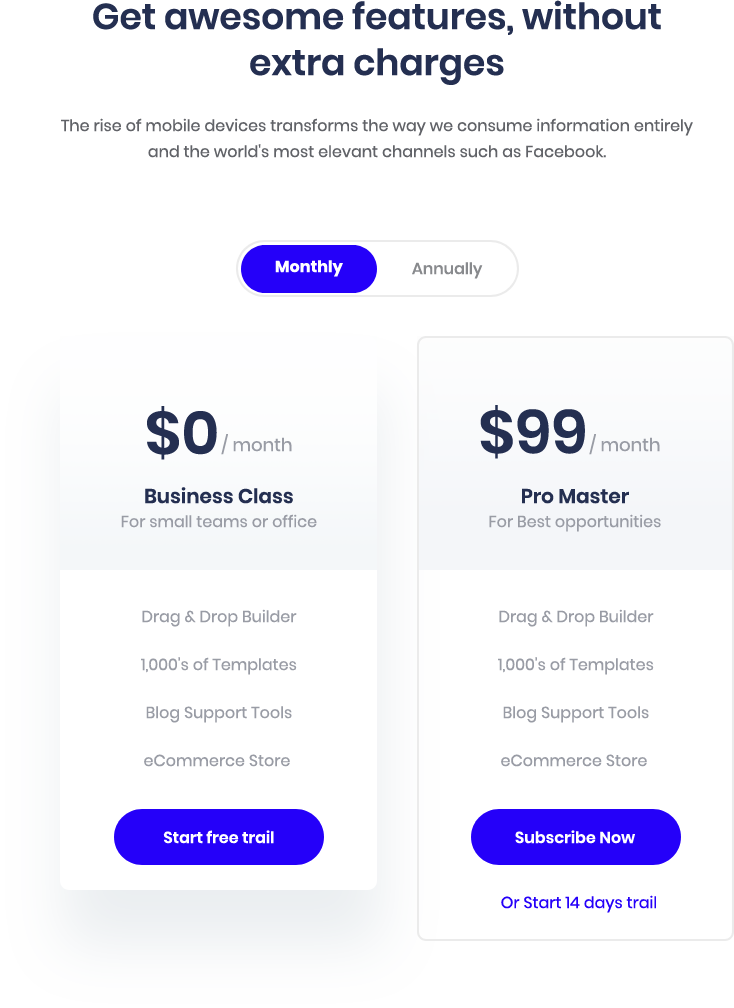 Get awesome features, without
extra charges
The rise of mobile devices transforms the way we consume information entirely
and the world's most elevant channels such as Facebook.
Monthly
Annually
$0/ month
Business Class
For small teams or office
Drag & Drop Builder
1,000's of Templates
Blog Support Tools
eCommerce Store
Start free trail
$99/ month
Pro Master
For Best opportunities
Drag & Drop Builder
1,000's of Templates
Blog Support Tools
eCommerce Store
Subscribe Now
Or Start 14 days trail